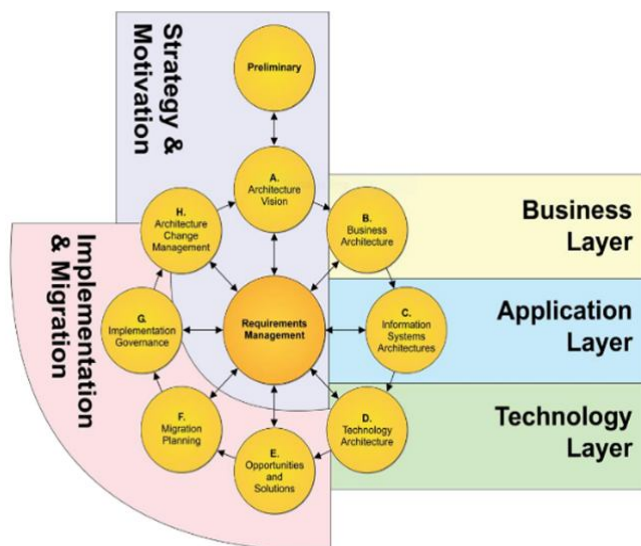 Strategy &
Motivation
Preliminary
A.
Architecture
Vision
B.
Business
Architecture
Business
Layer
H.
Architecture
Change
Management
Implementation
& Migration
G.
Implementation
Governance
Requirements
Management
C.
Information
Systems
Architectures
Application
Layer
F.
Migration
Planning
D.
Technology
Architecture
Technology
Layer
E.
Opportunities
and
Solutions